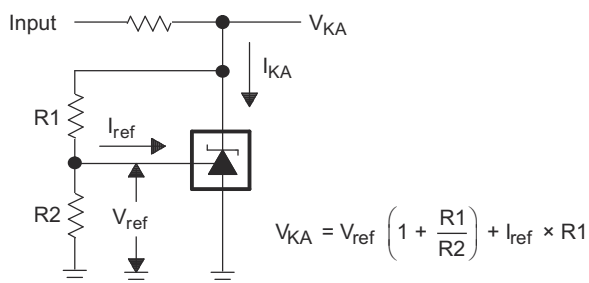 Input
V_KA
I_KA
R1
I_ref
R2
V_ref
V_KA = V_ref (1 + R1/R2) + I_ref × R1